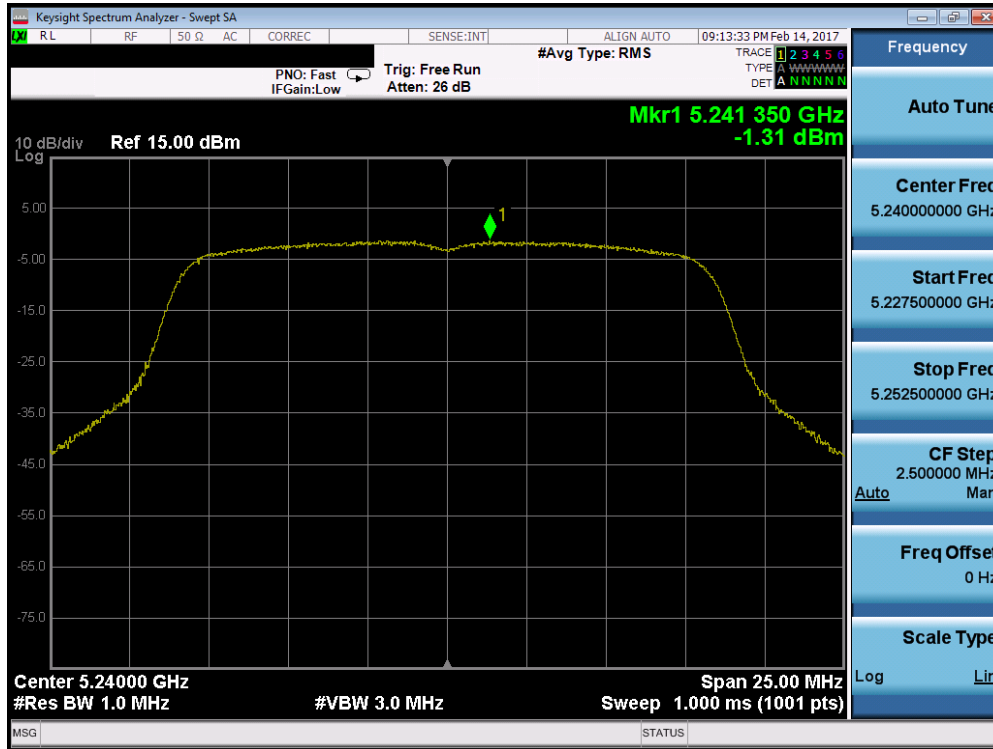 Keysight Spectrum Analyzer - Swept SA
LXI RL RF 50 Ω AC CORREC SENSE:INT ALIGN AUTO 09:13:33 PM Feb 14, 2017
#Avg Type: RMS TRACE 1 2 3 4 5 6
PNO: Fast Trig: Free Run TYPE A WWWWW
IFGain:Low Atten: 26 dB DET A N N N N N
Mkr1 5.241 350 GHz
10 dB/div Ref 15.00 dBm -1.31 dBm
Log
5.00
1
-5.00
-15.0
-25.0
-35.0
-45.0
-55.0
-65.0
-75.0
Center 5.24000 GHz Span 25.00 MHz
#Res BW 1.0 MHz #VBW 3.0 MHz Sweep 1.000 ms (1001 pts)
MSG STATUS
Frequency
Auto Tune
Center Freq
5.240000000 GHz
Start Freq
5.227500000 GHz
Stop Freq
5.252500000 GHz
CF Step
2.500000 MHz
Auto Man
Freq Offset
0 Hz
Scale Type
Log Lin